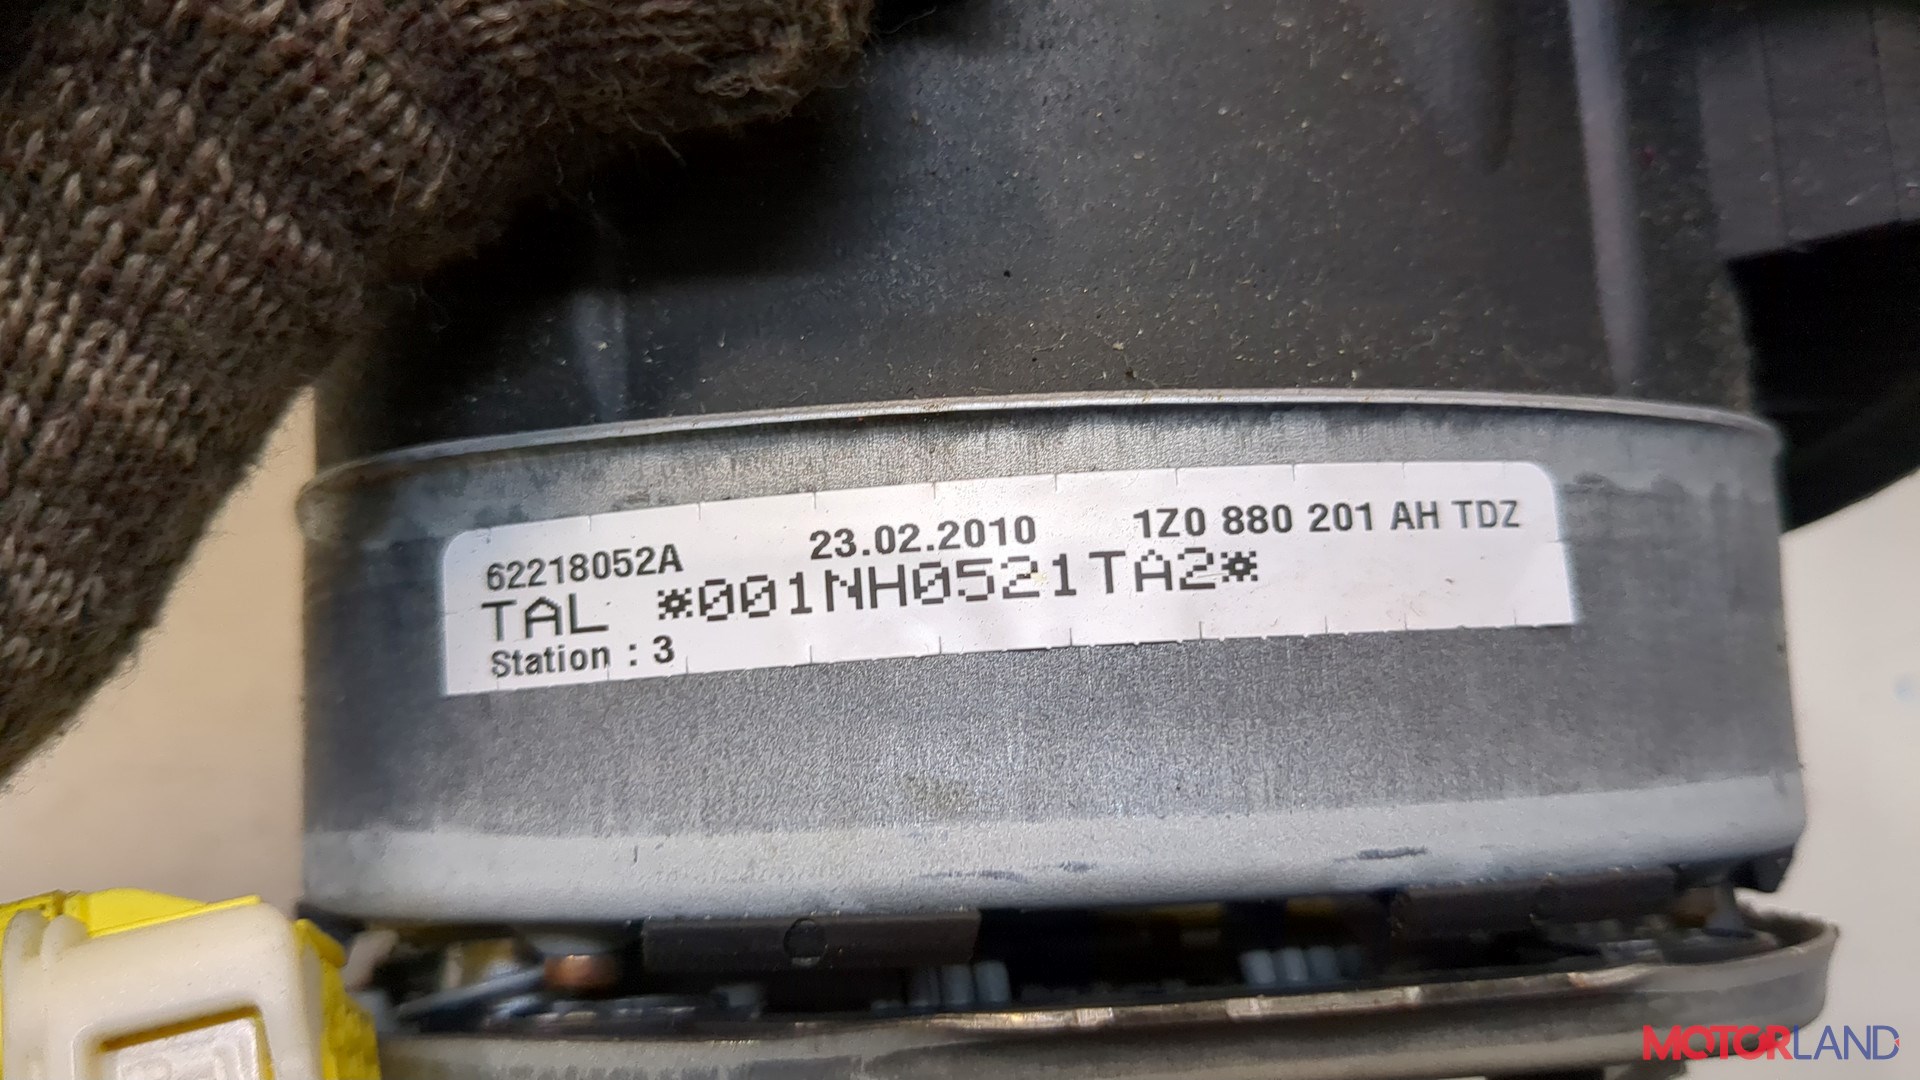 62218052A 23.02.2010 1Z0 880 201 AH TDZ
TAL *001NH0521TA2*
Station : 3
MOTORLAND